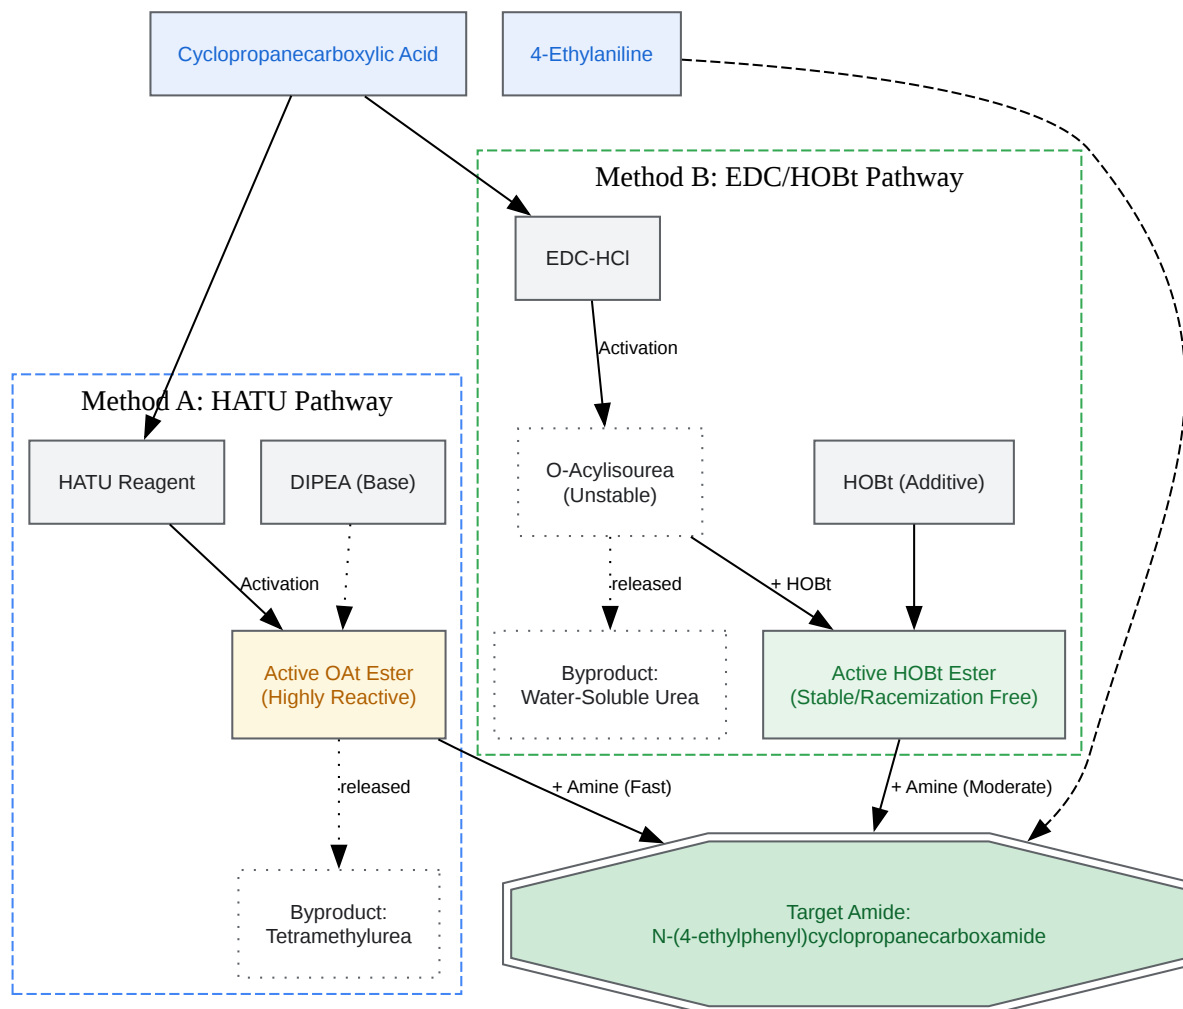 Cyclopropanecarboxylic Acid
4-Ethylaniline
Method B: EDC/HOBt Pathway
EDC-HCl
Activation
Method A: HATU Pathway
HATU Reagent
DIPEA (Base)
O-Acylisourea
(Unstable)
HOBt (Additive)
Activation
released
+ HOBt
Active OAt Ester
(Highly Reactive)
Byproduct:
Water-Soluble Urea
Active HOBt Ester
(Stable/Racemization Free)
released
+ Amine (Fast)
+ Amine (Moderate)
Byproduct:
Tetramethylurea
Target Amide:
N-(4-ethylphenyl)cyclopropanecarboxamide